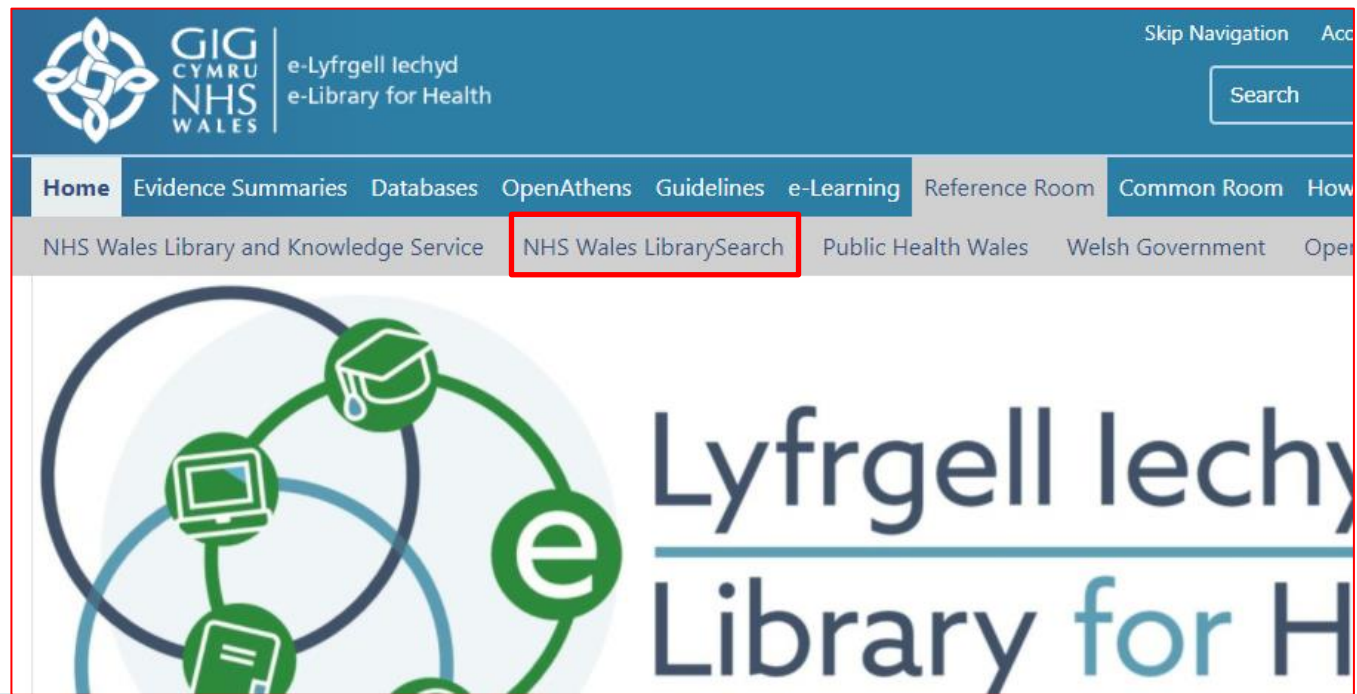 GIG
CYMRU
NHS
WALES
e-Lyfrgell Iechyd
e-Library for Health
Skip Navigation
Search
Home Evidence Summaries Databases OpenAthens Guidelines e-Learning Reference Room Common Room How
NHS Wales Library and Knowledge Service NHS Wales LibrarySearch Public Health Wales Welsh Government
e
Lyfrgell
Library for H